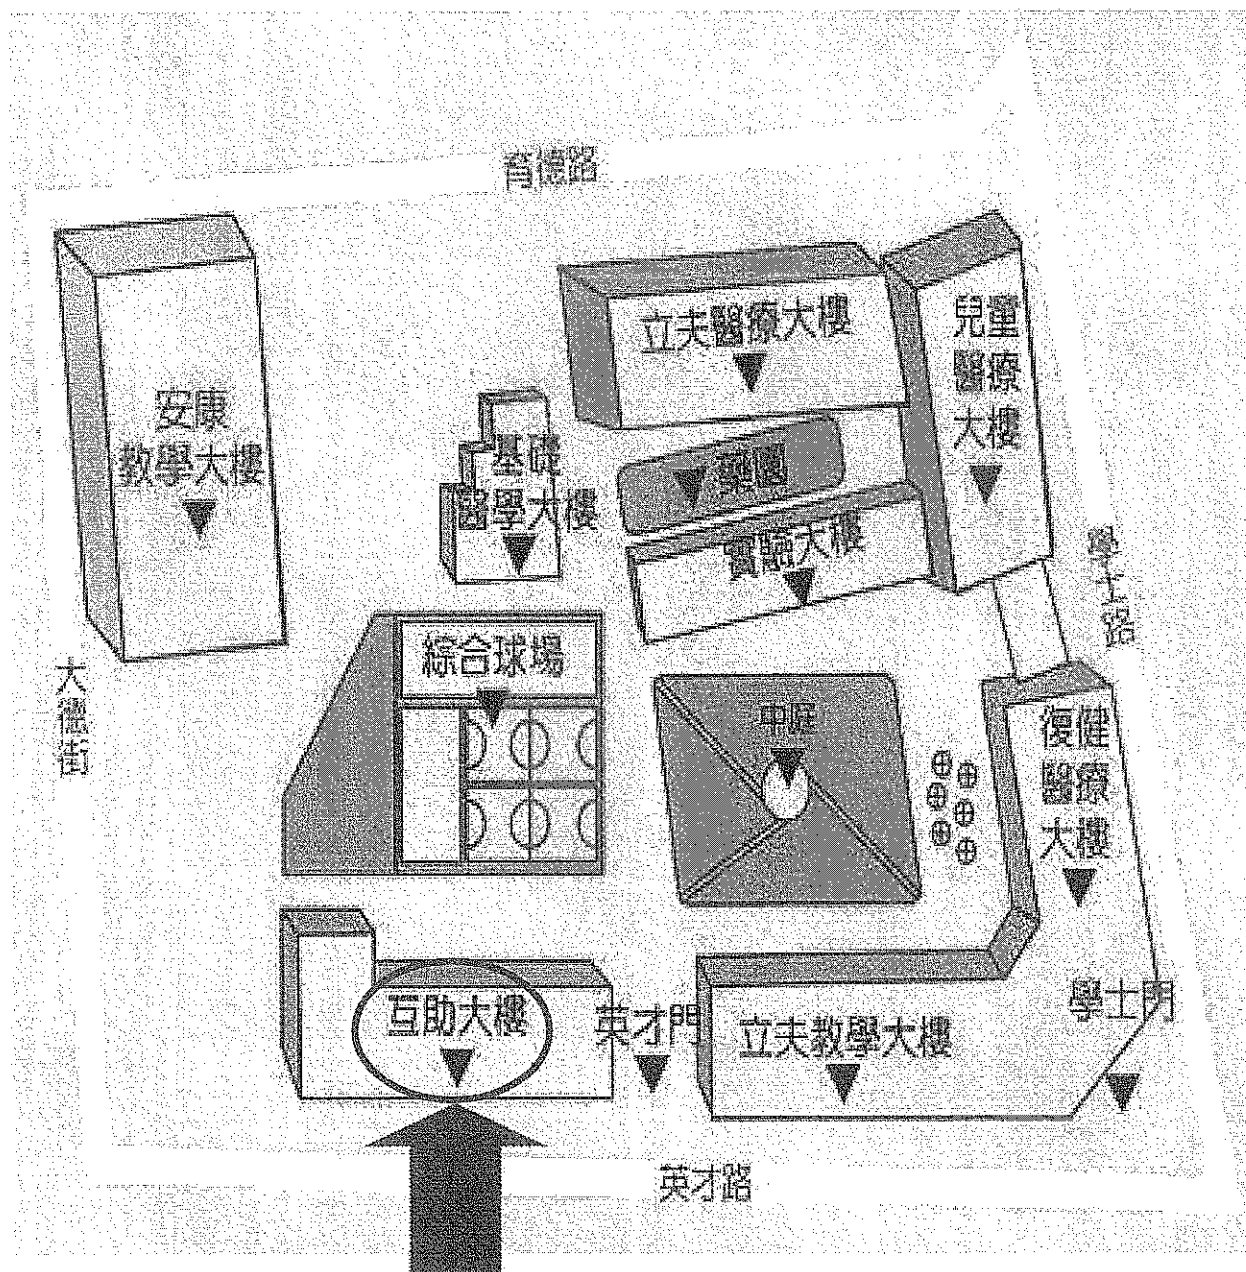 育德路
立夫醫療大樓
兒童
醫療
大樓
安康
教學大樓
基礎
醫學大樓
藥園
實驗大樓
學士路
綜合球場
大德街
中庭
復健
醫療
大樓
學士門
互助大樓
英才門
立夫教學大樓
英才路